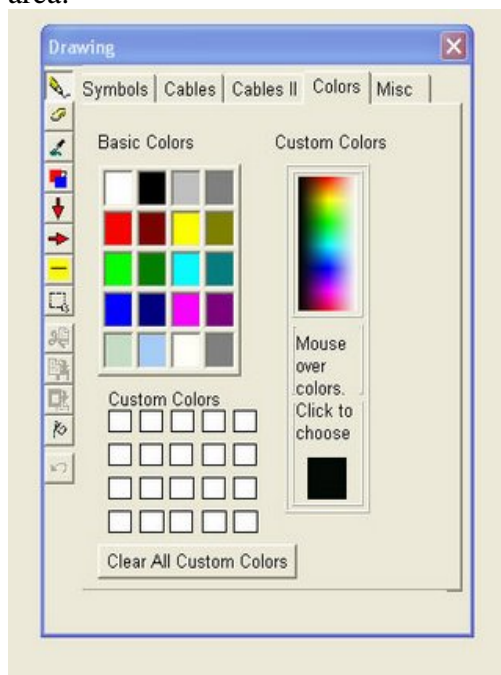 area.
Drawing
Symbols Cables Cables II Colors Misc
Basic Colors
Custom Colors
Mouse
over
colors.
Click to
choose
Custom Colors
Clear All Custom Colors